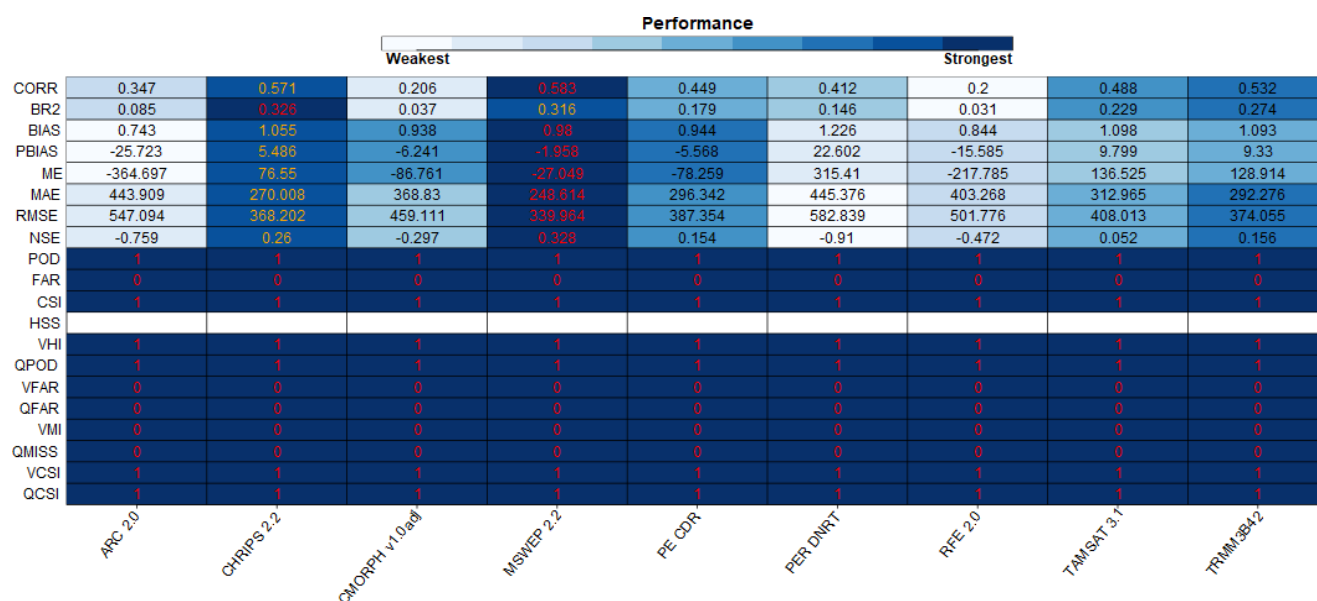 Performance
Weakest Strongest
CORR 0.347 0.571 0.206 0.583 0.449 0.412 0.2 0.488 0.532
BR2 0.085 0.326 0.037 0.316 0.179 0.146 0.031 0.229 0.274
BIAS 0.743 1.055 0.938 0.98 0.944 1.226 0.844 1.098 1.093
PBIAS -25.723 5.486 -6.241 -1.958 -5.568 22.602 -15.585 9.799 9.33
ME -364.697 76.55 -86.761 -27.049 -78.259 315.41 -217.785 136.525 128.914
MAE 443.909 270.008 368.83 248.614 296.342 445.376 403.268 312.965 292.276
RMSE 547.094 368.202 459.111 339.964 387.354 582.839 501.776 408.013 374.055
NSE -0.759 0.26 -0.297 0.328 0.154 -0.91 -0.472 0.052 0.156
POD 1 1 1 1 1 1 1 1 1
FAR 0 0 0 0 0 0 0 0 0
CSI 1 1 1 1 1 1 1 1 1
HSS
VHI 1 1 1 1 1 1 1 1 1
QPOD 1 1 1 1 1 1 1 1 1
VFAR 0 0 0 0 0 0 0 0 0
QFAR 0 0 0 0 0 0 0 0 0
VMI 0 0 0 0 0 0 0 0 0
QMISS 0 0 0 0 0 0 0 0 0
VCSI 1 1 1 1 1 1 1 1 1
QCSI 1 1 1 1 1 1 1 1 1
ARC 2.0 CHRIPS 2.2 CMORPH v1.0adj MSWEP 2.2 PE CDR PER DNRT RFE 2.0 TAMSAT 3.1 TRMM3B42